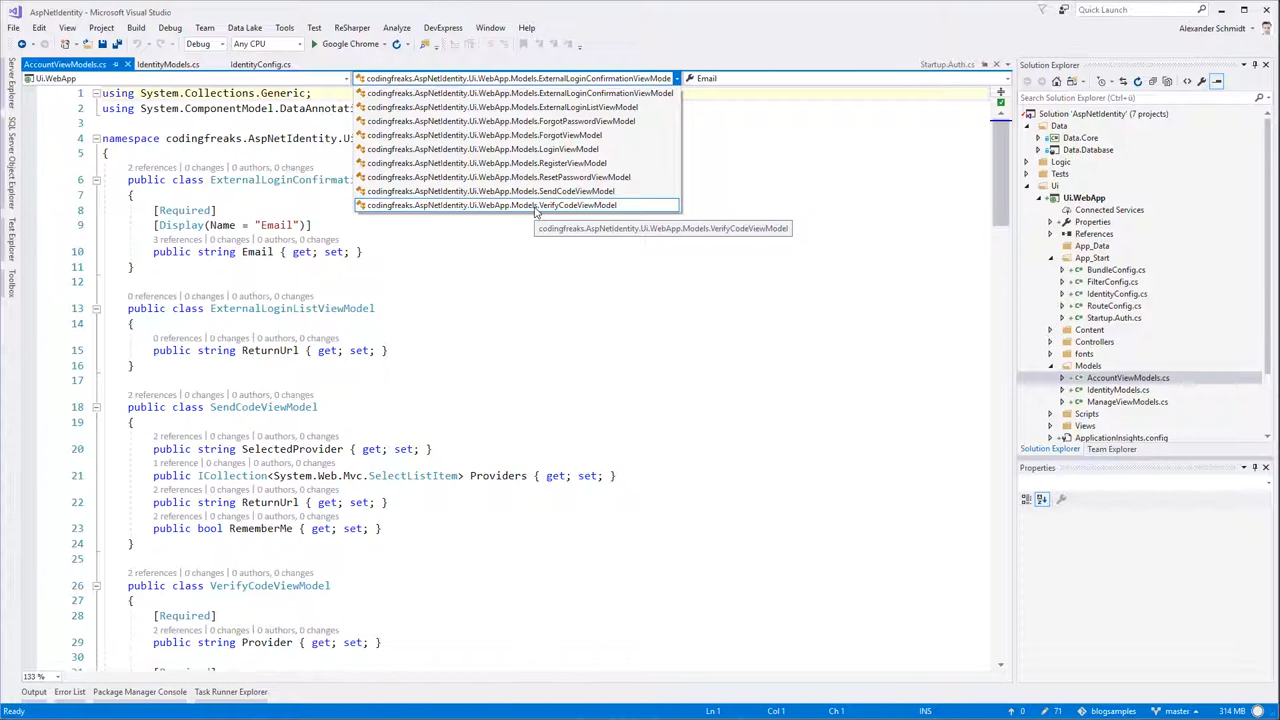 AspNetIdentity - Microsoft Visual Studio
Quick Launch (Ctrl+Q)
File Edit View Project Build Debug Team Data Lake Tools Test ReSharper Analyze DevExpress Window Help
Alexander Schmidt
Debug Any CPU Google Chrome
AccountViewModels.cs IdentityModels.cs IdentityConfig.cs Startup.Auth.cs
Ui.WebApp codingfreaks.AspNetIdentity.Ui.WebApp.Models.ExternalLoginConfirmationViewMode Email
codingfreaks.AspNetIdentity.Ui.WebApp.Models.ExternalLoginConfirmationViewModel
codingfreaks.AspNetIdentity.Ui.WebApp.Models.ExternalLoginListViewModel
codingfreaks.AspNetIdentity.Ui.WebApp.Models.ForgotPasswordViewModel
codingfreaks.AspNetIdentity.Ui.WebApp.Models.ForgotViewModel
codingfreaks.AspNetIdentity.Ui.WebApp.Models.LoginViewModel
codingfreaks.AspNetIdentity.Ui.WebApp.Models.RegisterViewModel
codingfreaks.AspNetIdentity.Ui.WebApp.Models.ResetPasswordViewModel
codingfreaks.AspNetIdentity.Ui.WebApp.Models.SendCodeViewModel
codingfreaks.AspNetIdentity.Ui.WebApp.Models.VerifyCodeViewModel
codingfreaks.AspNetIdentity.Ui.WebApp.Models.VerifyCodeViewModel
Server Explorer
SQL Server Object Explorer
Test Explorer
Toolbox
1 using System.Collections.Generic;
2 using System.ComponentModel.DataAnnotat
3
4 namespace codingfreaks.AspNetIdentity.Ui
5 {
2 references | 0 changes | 0 authors, 0 changes
6 public class ExternalLoginConfirmati
7 {
8 [Required]
9 [Display(Name = "Email")]
3 references | 0 changes | 0 authors, 0 changes
10 public string Email { get; set; }
11 }
12
0 references | 0 changes | 0 authors, 0 changes
13 public class ExternalLoginListViewModel
14 {
0 references | 0 changes | 0 authors, 0 changes
15 public string ReturnUrl { get; set; }
16 }
17
2 references | 0 changes | 0 authors, 0 changes
18 public class SendCodeViewModel
19 {
2 references | 0 changes | 0 authors, 0 changes
20 public string SelectedProvider { get; set; }
1 reference | 0 changes | 0 authors, 0 changes
21 public ICollection<System.Web.Mvc.SelectListItem> Providers { get; set; }
2 references | 0 changes | 0 authors, 0 changes
22 public string ReturnUrl { get; set; }
2 references | 0 changes | 0 authors, 0 changes
23 public bool RememberMe { get; set; }
24 }
25
2 references | 0 changes | 0 authors, 0 changes
26 public class VerifyCodeViewModel
27 {
28 [Required]
2 references | 0 changes | 0 authors, 0 changes
29 public string Provider { get; set; }
30
133 %
Solution Explorer
Search Solution Explorer (Ctrl+ü)
Solution 'AspNetIdentity' (7 projects)
Data
Data.Core
Data.Database
Logic
Ui
Ui.WebApp
Connected Services
Properties
References
App_Data
App_Start
BundleConfig.cs
FilterConfig.cs
IdentityConfig.cs
RouteConfig.cs
Startup.Auth.cs
Content
Controllers
fonts
Models
AccountViewModels.cs
IdentityModels.cs
ManageViewModels.cs
Scripts
Views
ApplicationInsights.config
Solution Explorer Team Explorer
Properties
Output Error List Package Manager Console Task Runner Explorer
Ready Ln 1 Col 1 Ch 1 INS 0 71 blogsamples master 314 MB